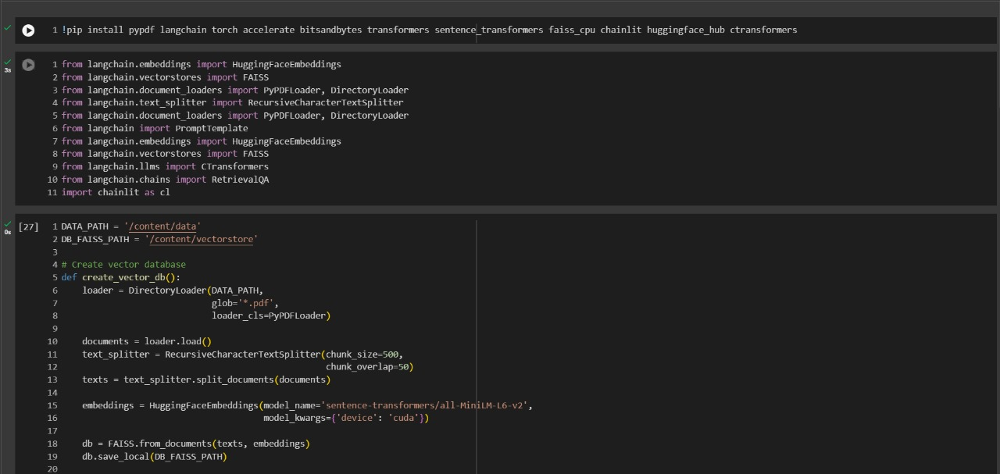 1 !pip install pypdf langchain torch accelerate bitsandbytes transformers sentence_transformers faiss_cpu chainlit huggingface_hub ctransformers
3s
1 from langchain.embeddings import HuggingFaceEmbeddings
2 from langchain.vectorstores import FAISS
3 from langchain.document_loaders import PyPDFLoader, DirectoryLoader
4 from langchain.text_splitter import RecursiveCharacterTextSplitter
5 from langchain.document_loaders import PyPDFLoader, DirectoryLoader
6 from langchain import PromptTemplate
7 from langchain.embeddings import HuggingFaceEmbeddings
8 from langchain.vectorstores import FAISS
9 from langchain.llms import CTransformers
10 from langchain.chains import RetrievalQA
11 import chainlit as cl
0s
[27]
1 DATA_PATH = '/content/data'
2 DB_FAISS_PATH = '/content/vectorstore'
3
4 # Create vector database
5 def create_vector_db():
6     loader = DirectoryLoader(DATA_PATH,
7                              glob='*.pdf',
8                              loader_cls=PyPDFLoader)
9
10     documents = loader.load()
11     text_splitter = RecursiveCharacterTextSplitter(chunk_size=500,
12                                                    chunk_overlap=50)
13     texts = text_splitter.split_documents(documents)
14
15     embeddings = HuggingFaceEmbeddings(model_name='sentence-transformers/all-MiniLM-L6-v2',
16                                        model_kwargs={'device': 'cuda'})
17
18     db = FAISS.from_documents(texts, embeddings)
19     db.save_local(DB_FAISS_PATH)
20